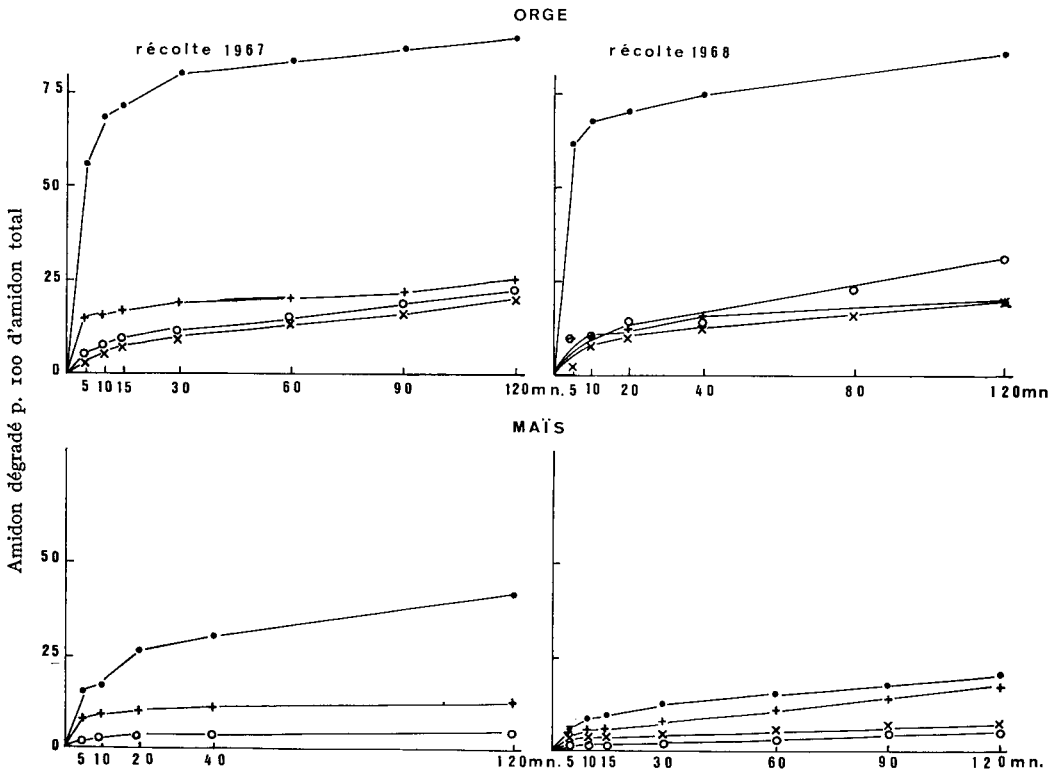 ORGE
récolte 1967
récolte 1968
75
50
25
0
5 10 15 30 60 90 120mn.
5 10 20 40 80 120mn
MAÏS
50
25
0
5 10 20 40 120mn.
5 10 15 30 60 90 120mn.
Amidon dégradé p. 100 d'amidon total